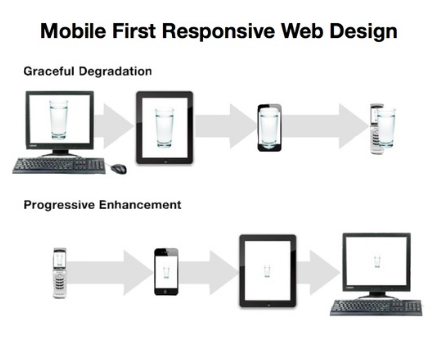 Mobile First Responsive Web Design
Graceful Degradation
Progressive Enhancement